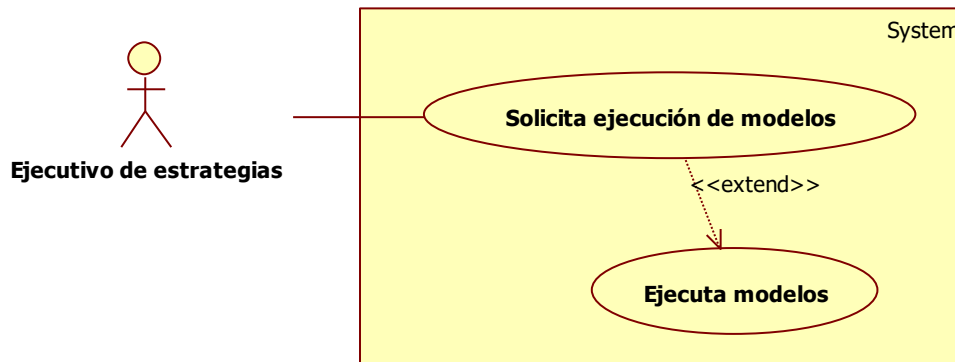 System
Solicita ejecución de modelos
Ejecutivo de estrategias
<<extend>>
Ejecuta modelos